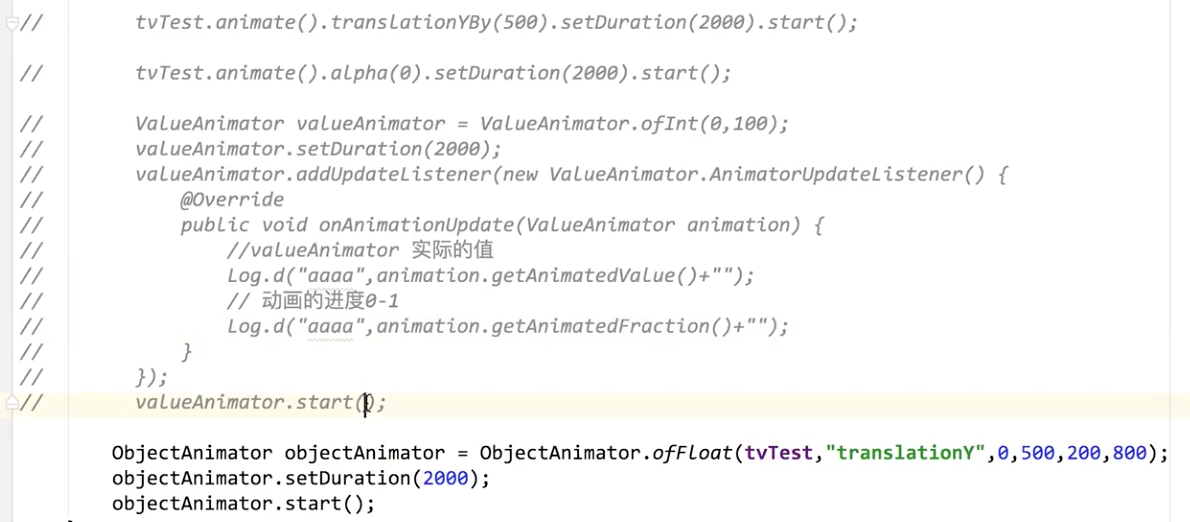 //        tvTest.animate().translationYBy(500).setDuration(2000).start();
//        tvTest.animate().alpha(0).setDuration(2000).start();
//        ValueAnimator valueAnimator = ValueAnimator.ofInt(0,100);
//        valueAnimator.setDuration(2000);
//        valueAnimator.addUpdateListener(new ValueAnimator.AnimatorUpdateListener() {
//            @Override
//            public void onAnimationUpdate(ValueAnimator animation) {
//                //valueAnimator 实际的值
//                Log.d("aaaa",animation.getAnimatedValue()+"");
//                // 动画的进度0-1
//                Log.d("aaaa",animation.getAnimatedFraction()+"");
//            }
//        });
//        valueAnimator.start();
ObjectAnimator objectAnimator = ObjectAnimator.ofFloat(tvTest,"translationY",0,500,200,800);
objectAnimator.setDuration(2000);
objectAnimator.start();